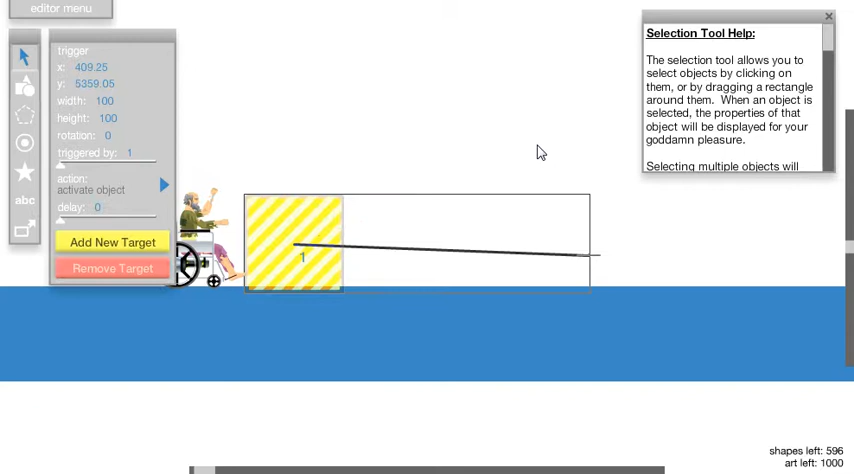 editor menu
trigger
x: 409.25
y: 5359.05
width: 100
height: 100
rotation: 0
triggered by: 1
action:
activate object
delay: 0
Add New Target
Remove Target
abc
1
Selection Tool Help:
The selection tool allows you to
select objects by clicking on
them, or by dragging a rectangle
around them. When an object is
selected, the properties of that
object will be displayed for your
goddamn pleasure.
Selecting multiple objects will
shapes left: 596
art left: 1000